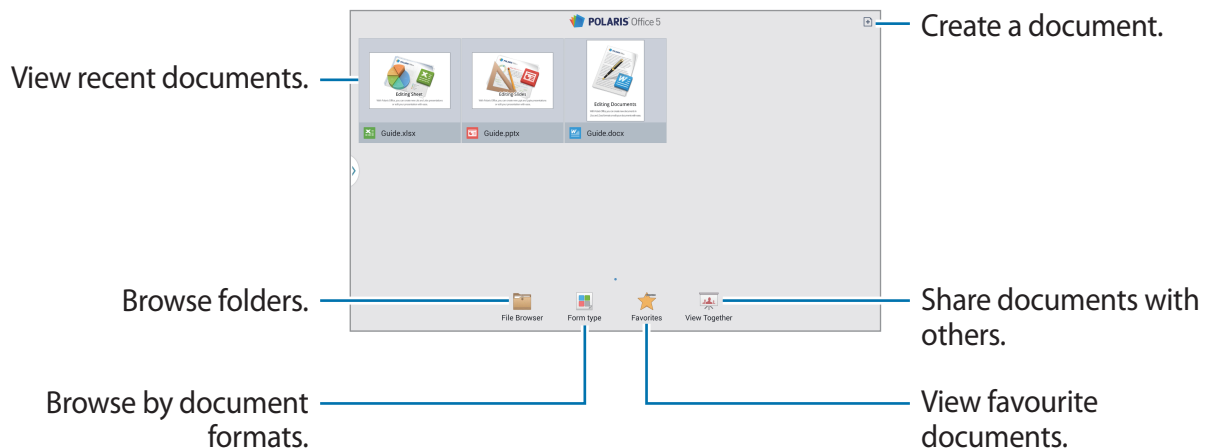 POLARIS Office 5
Create a document.
View recent documents.
Editing Sheet
Editing Slides
Editing Documents
Guide.xlsx
Guide.pptx
Guide.docx
Browse folders.
File Browser
Form type
Favorites
View Together
Share documents with
others.
Browse by document
formats.
View favourite
documents.